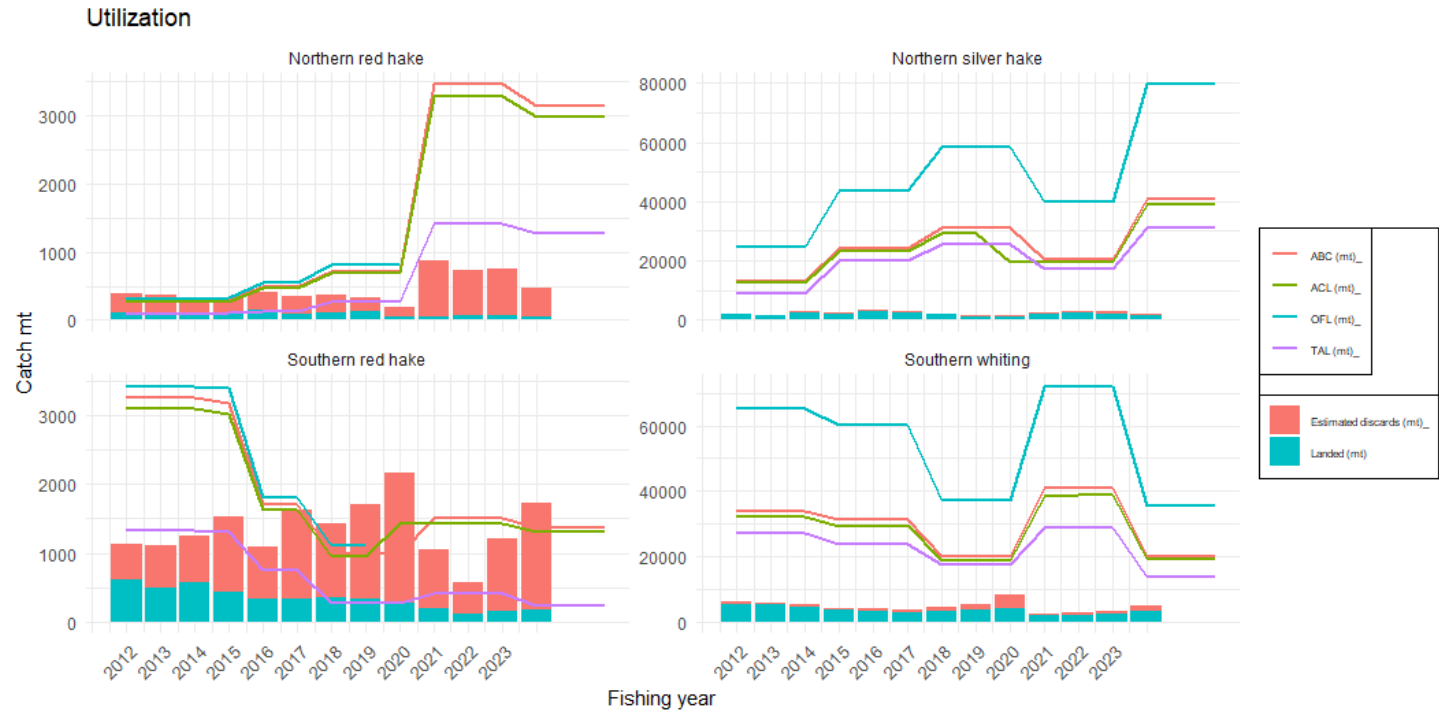 Utilization
Northern red hake
Northern silver hake
3000
2000
1000
0
80000
60000
40000
20000
0
Southern red hake
Southern whiting
3000
2000
1000
0
60000
40000
20000
0
Catch mt
2012 2013 2014 2015 2016 2017 2018 2019 2020 2021 2022 2023
2012 2013 2014 2015 2016 2017 2018 2019 2020 2021 2022 2023
Fishing year
ABC (mt)_
ACL (mt)_
OFL (mt)_
TAL (mt)_
Estimated discards (mt)_
Landed (mt)